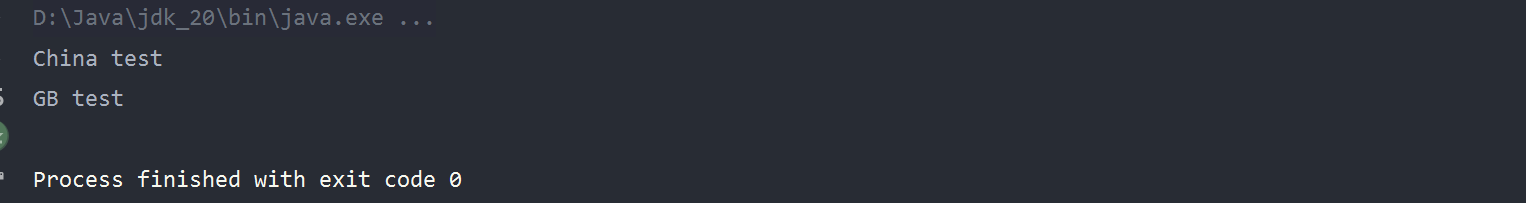 D:\Java\jdk_20\bin\java.exe ...
China test
GB test
Process finished with exit code 0